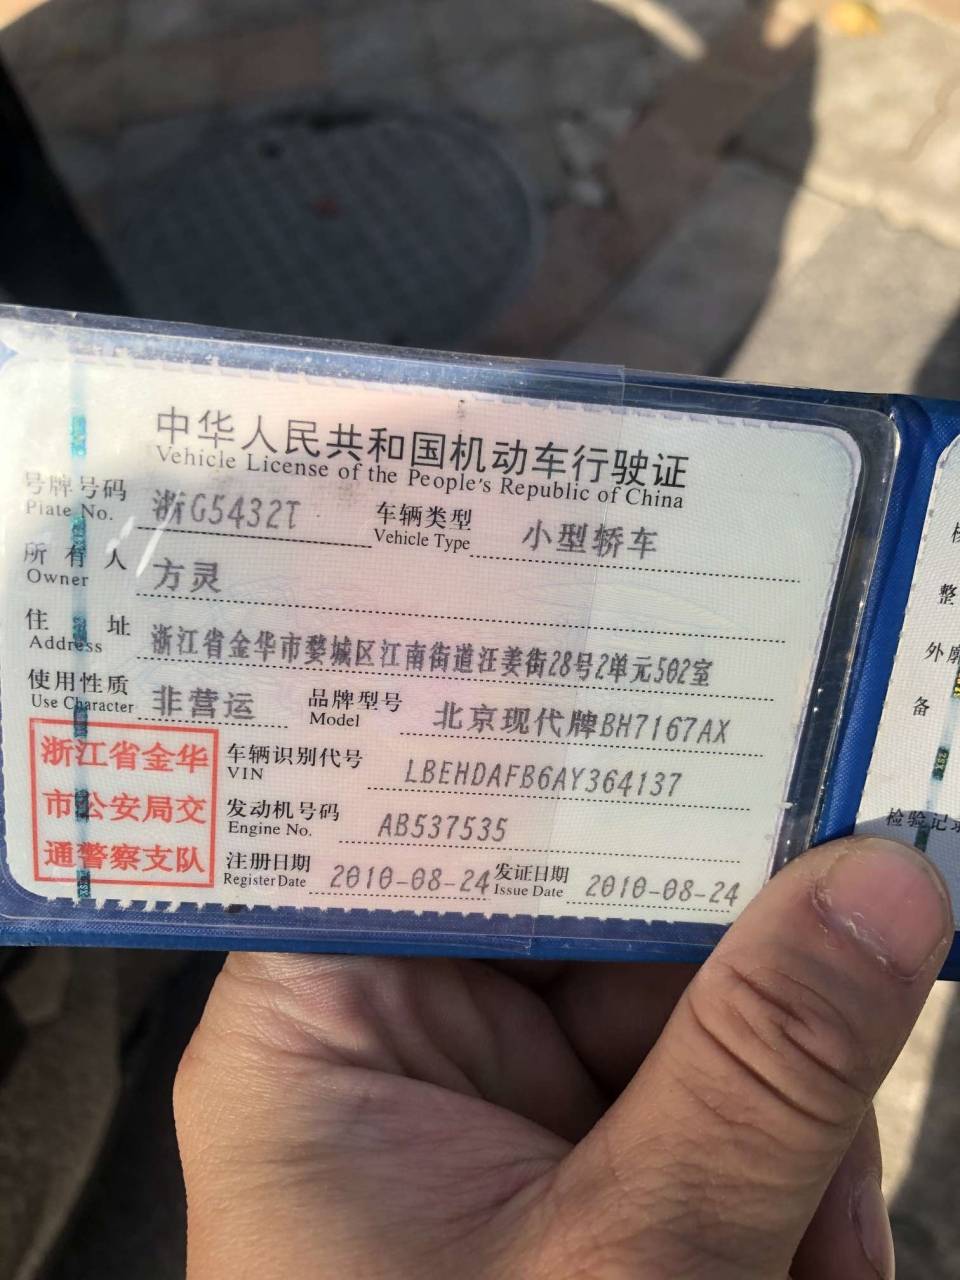 中华人民共和国机动车行驶证
Vehicle License of the People's Republic of China
号牌号码 浙G5432T 车辆类型 小型轿车
Plate No. Vehicle Type
所有人 方灵
Owner
住址 浙江省金华市婺城区江南街道汪姜街28号2单元502室
Address
使用性质 非营运 品牌型号 北京现代牌BH7167AX
Use Character Model
浙江省金华
市公安局交
通警察支队
车辆识别代号 LBEHDAFB6AY364137
VIN
发动机号码 AB537535
Engine No.
注册日期 2010-08-24 发证日期 2010-08-24
Register Date Issue Date
整
外廓
备
检验记录